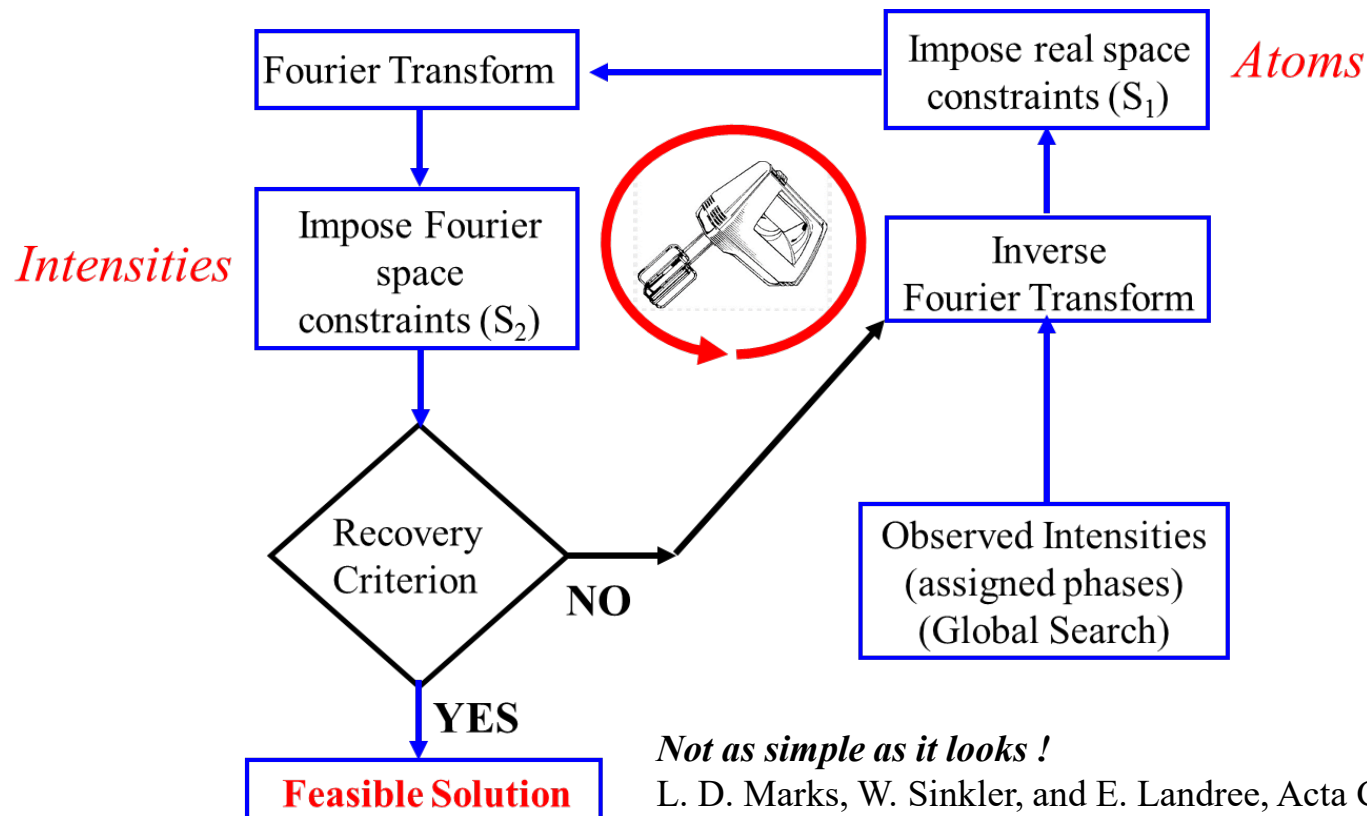 Fourier Transform
Impose real space
constraints (S₁)
Atoms
Intensities
Impose Fourier
space
constraints (S₂)
Inverse
Fourier Transform
Recovery
Criterion
NO
Observed Intensities
(assigned phases)
(Global Search)
YES
Feasible Solution
Not as simple as it looks !
L. D. Marks, W. Sinkler, and E. Landree, Acta